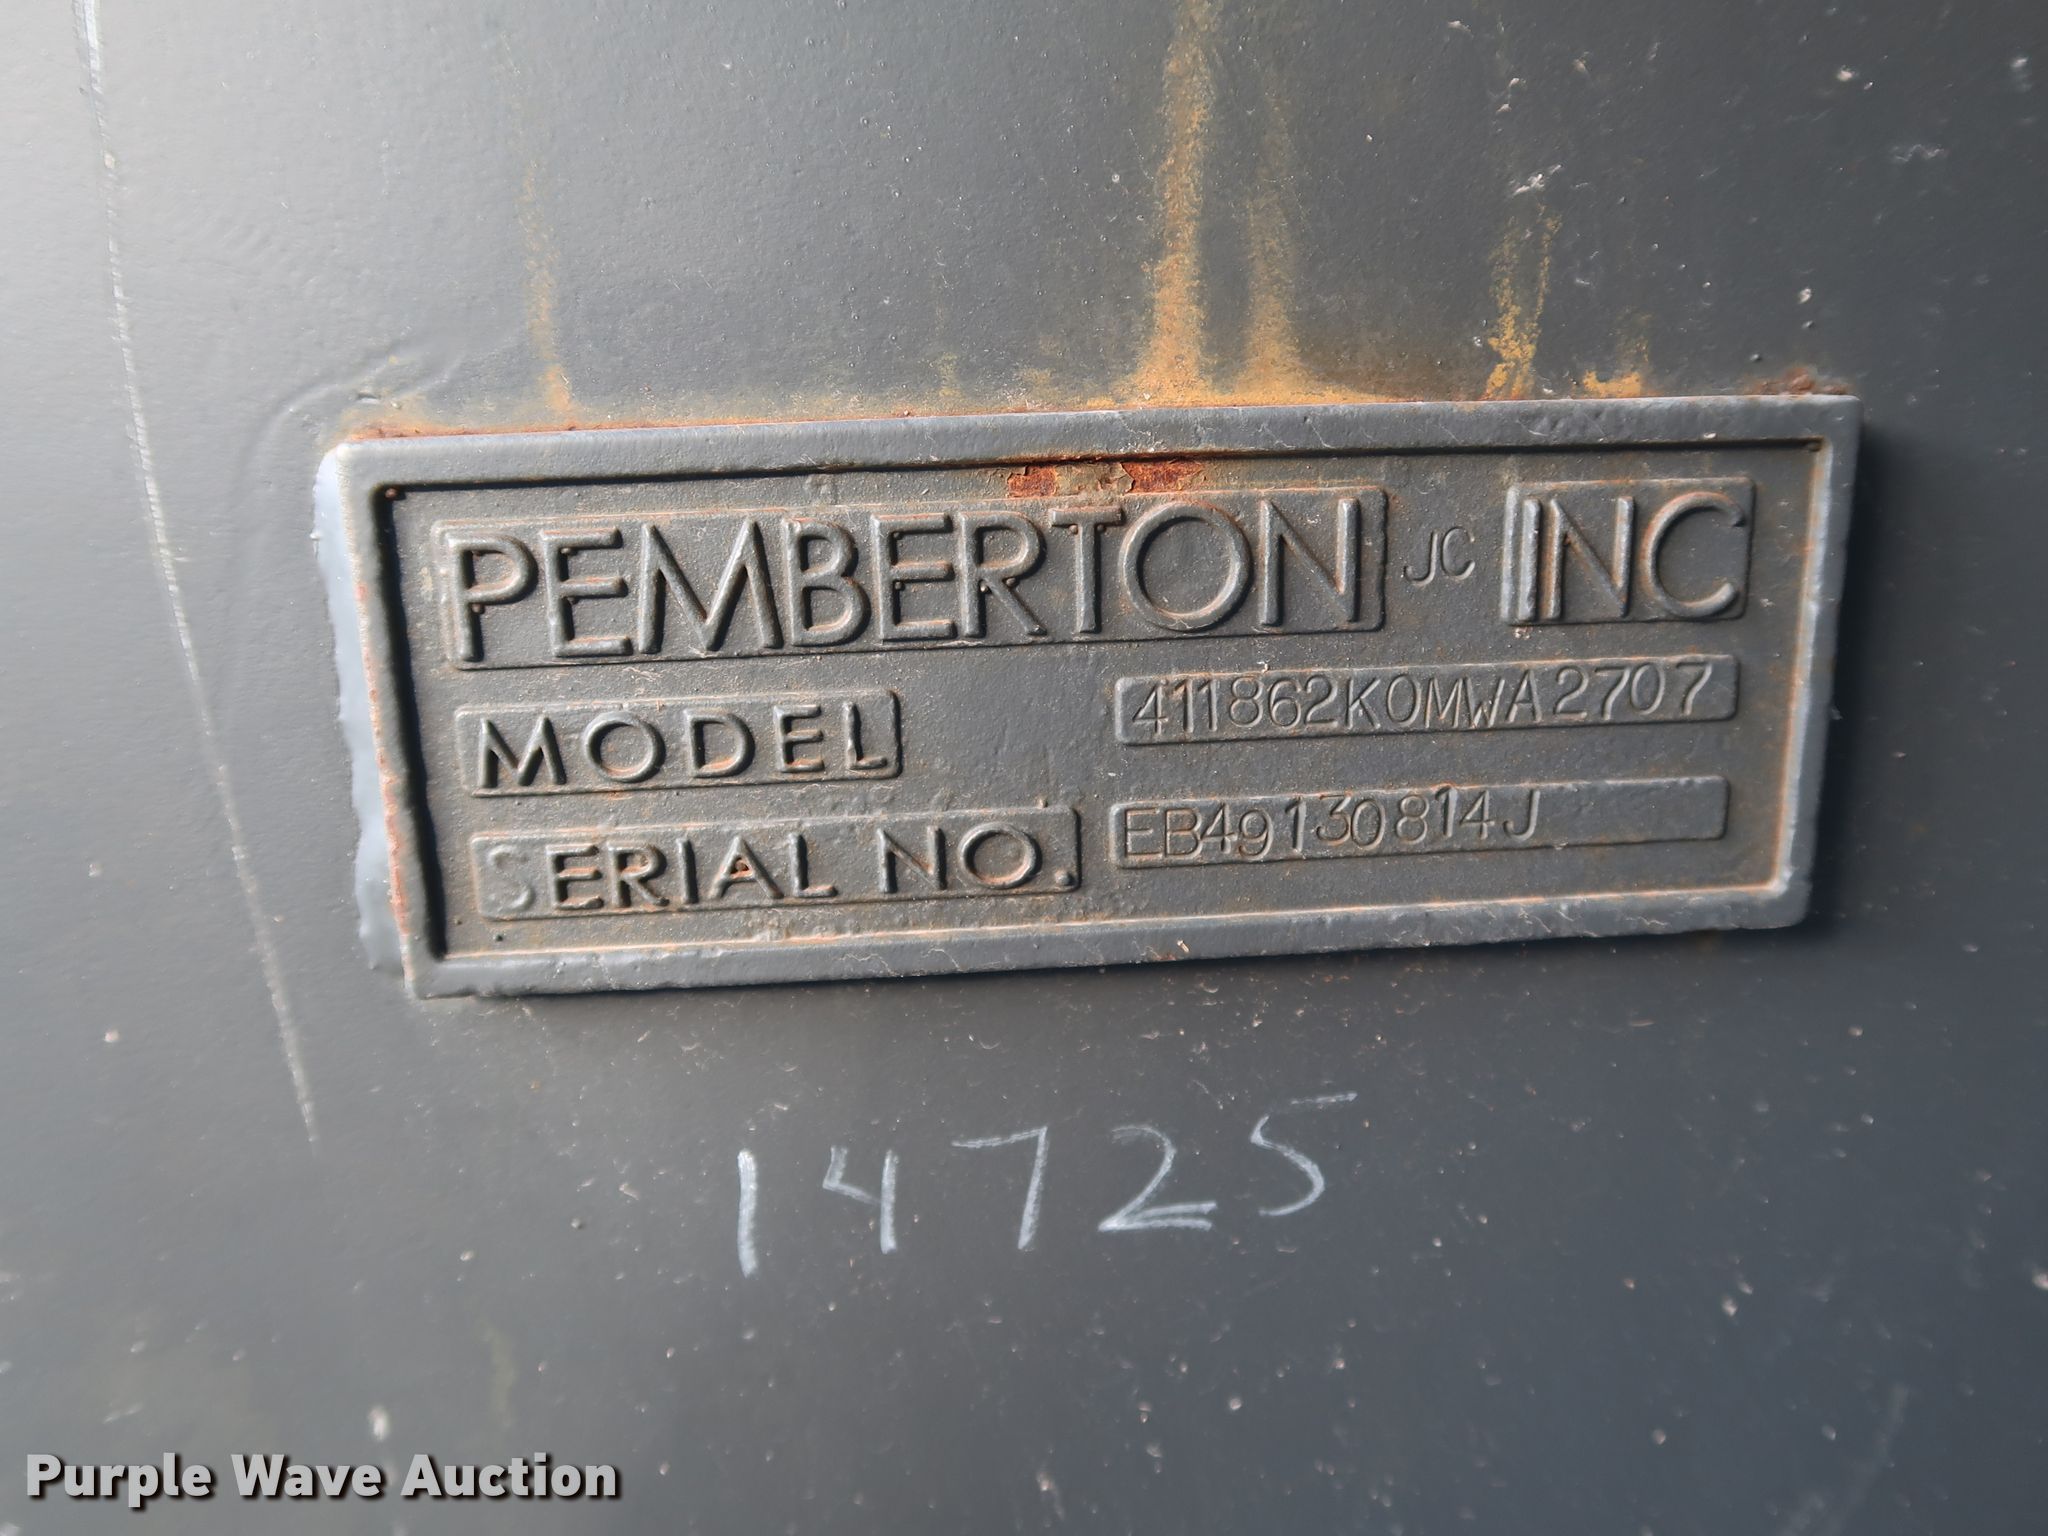 PEMBERTON JC INC
MODEL 411862K0MWA2707
SERIAL NO. EB49130814J
14725
Purple Wave Auction